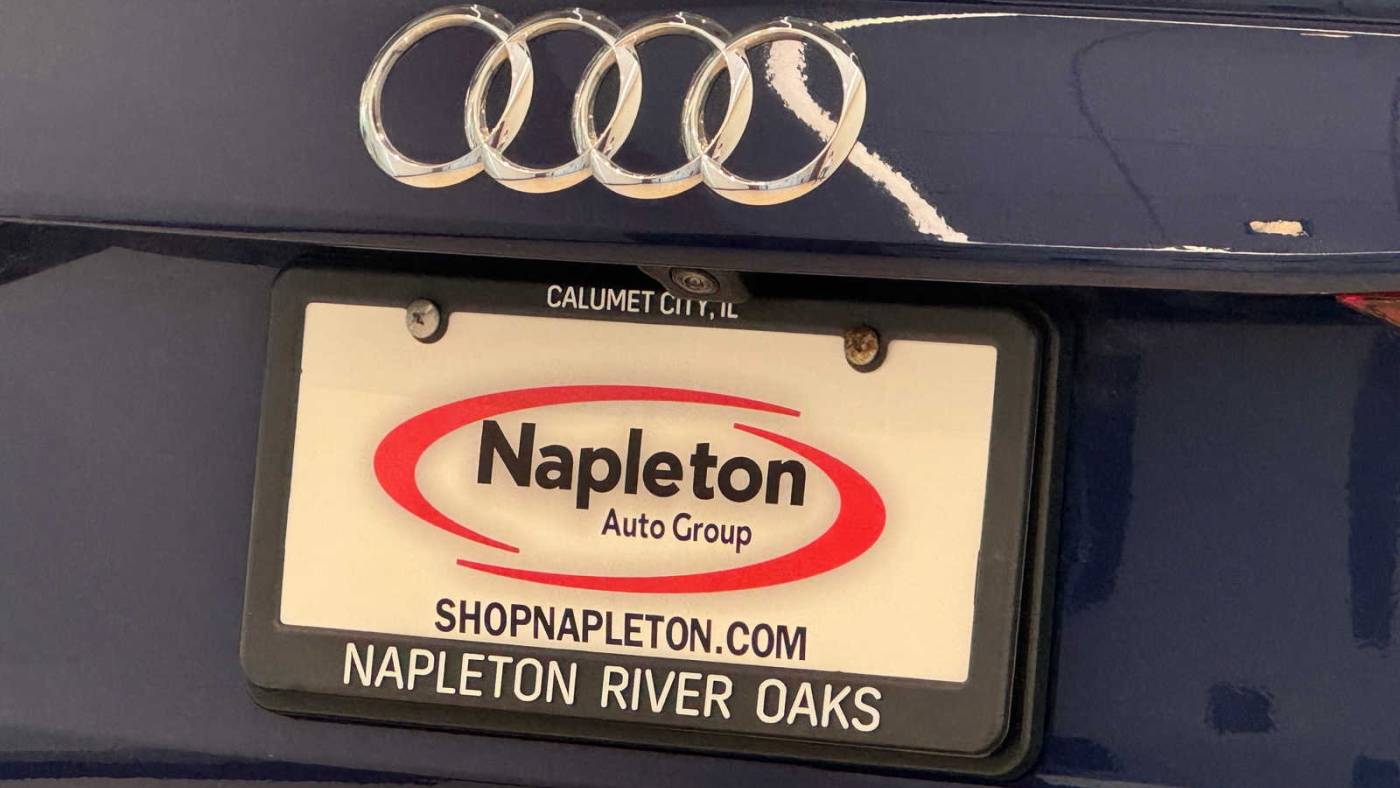 CALUMET CITY, IL
Napleton
Auto Group
SHOPNAPLETON.COM
NAPLETON RIVER OAKS